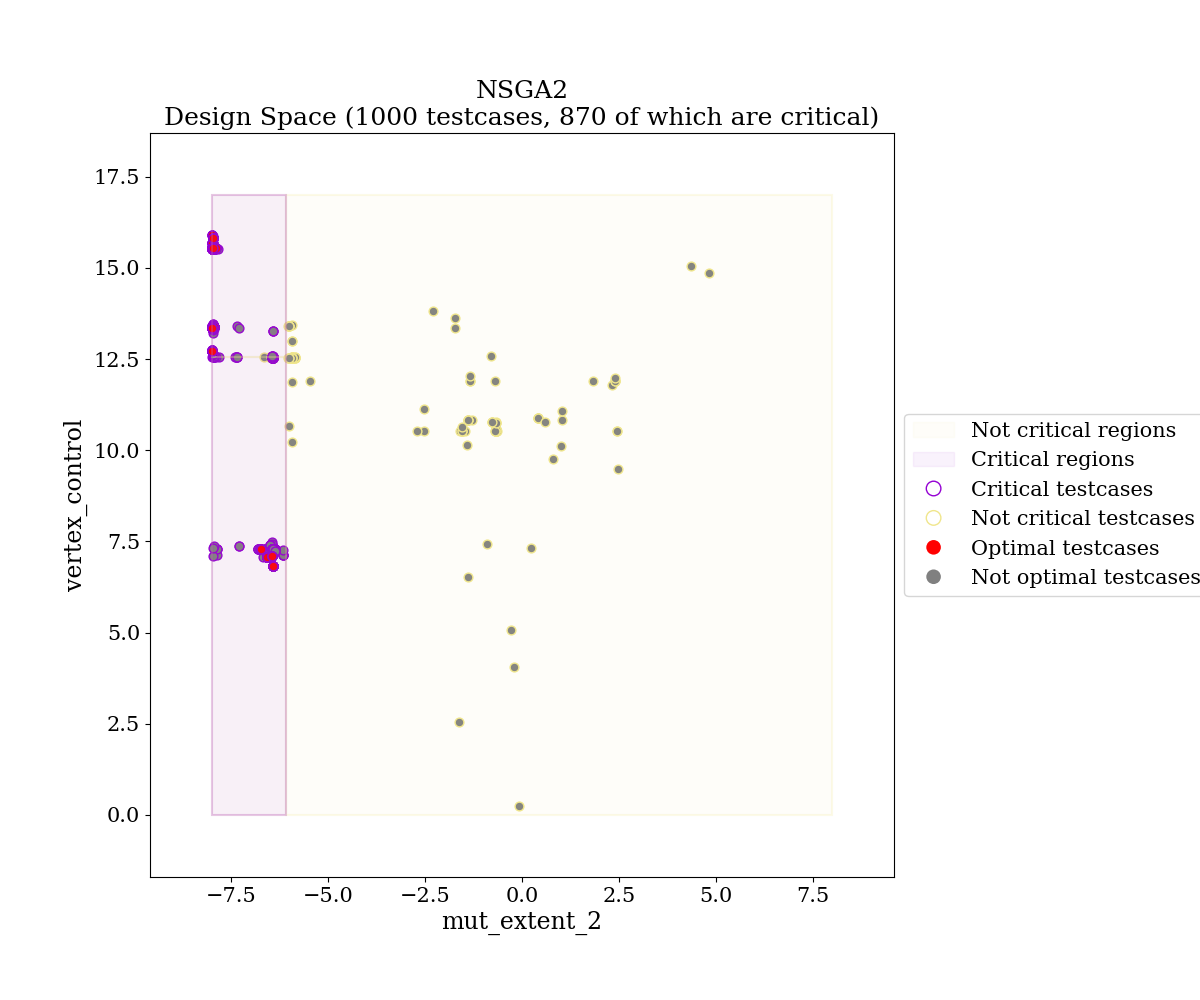 NSGA2
Design Space (1000 testcases, 870 of which are critical)
17.5
15.0
12.5
10.0
7.5
5.0
2.5
0.0
vertex_control
−7.5
−5.0
−2.5
0.0
2.5
5.0
7.5
mut_extent_2
Not critical regions
Critical regions
Critical testcases
Not critical testcases
Optimal testcases
Not optimal testcases